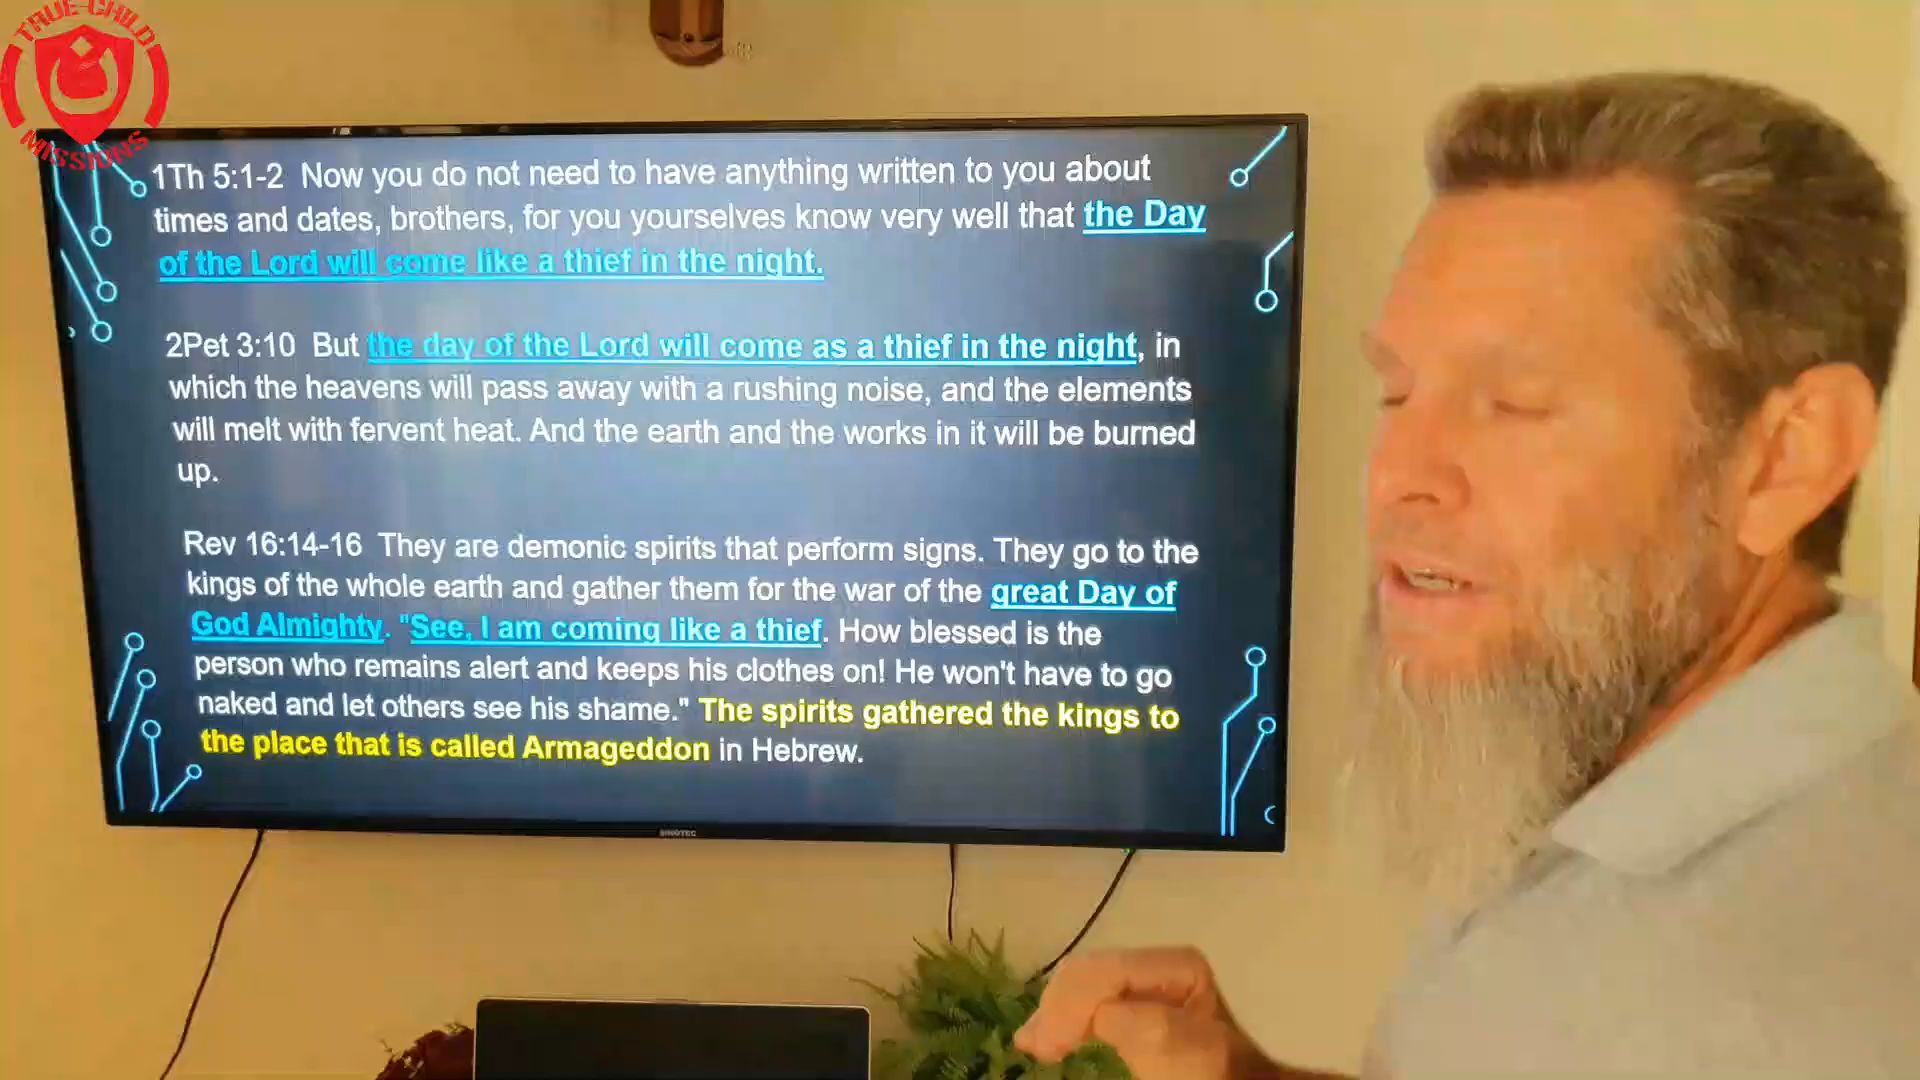 TRUE-CHILD
MISSIONS
1Th 5:1-2 Now you do not need to have anything written to you about
times and dates, brothers, for you yourselves know very well that the Day
of the Lord will come like a thief in the night.
2Pet 3:10 But the day of the Lord will come as a thief in the night, in
which the heavens will pass away with a rushing noise, and the elements
will melt with fervent heat. And the earth and the works in it will be burned
up.
Rev 16:14-16 They are demonic spirits that perform signs. They go to the
kings of the whole earth and gather them for the war of the great Day of
God Almighty. "See, I am coming like a thief. How blessed is the
person who remains alert and keeps his clothes on! He won't have to go
naked and let others see his shame." The spirits gathered the kings to
the place that is called Armageddon in Hebrew.
SINOTEC